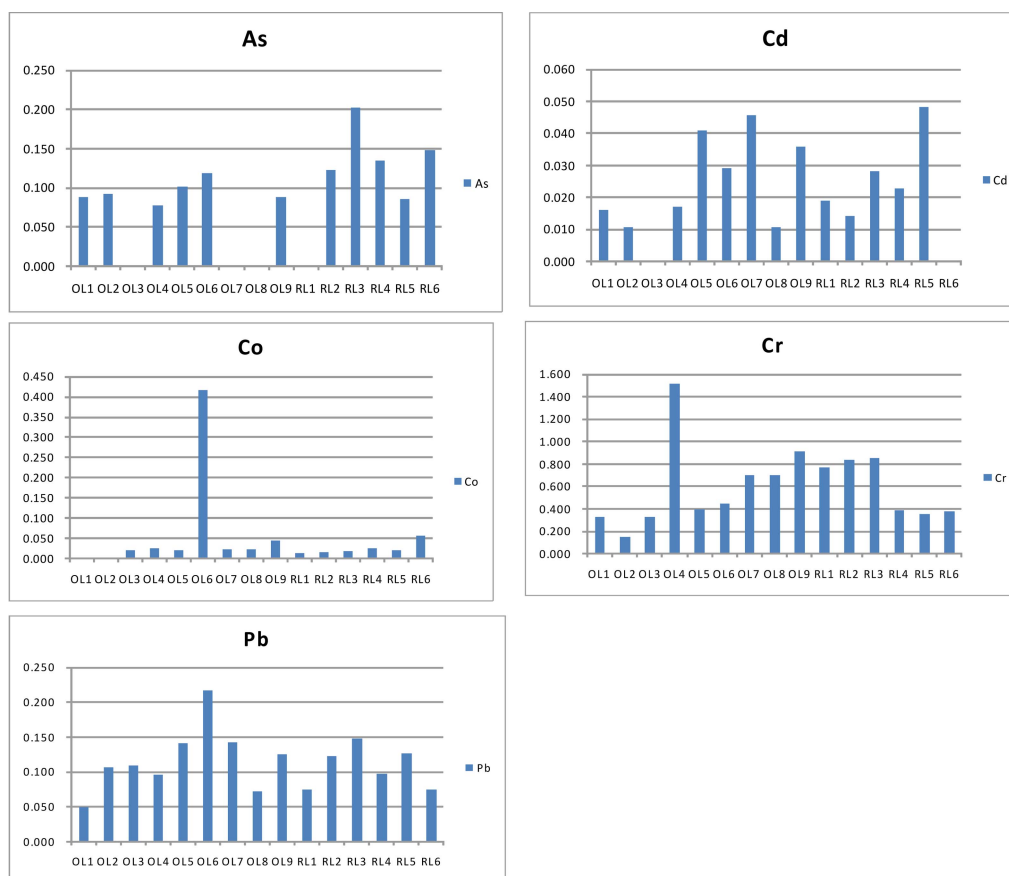 As
0.250
0.200
0.150
0.100
0.050
0.000
OL1 OL2 OL3 OL4 OL5 OL6 OL7 OL8 OL9 RL1 RL2 RL3 RL4 RL5 RL6
As
Cd
0.060
0.050
0.040
0.030
0.020
0.010
0.000
OL1 OL2 OL3 OL4 OL5 OL6 OL7 OL8 OL9 RL1 RL2 RL3 RL4 RL5 RL6
Cd
Co
0.450
0.400
0.350
0.300
0.250
0.200
0.150
0.100
0.050
0.000
OL1 OL2 OL3 OL4 OL5 OL6 OL7 OL8 OL9 RL1 RL2 RL3 RL4 RL5 RL6
Co
Cr
1.600
1.400
1.200
1.000
0.800
0.600
0.400
0.200
0.000
OL1 OL2 OL3 OL4 OL5 OL6 OL7 OL8 OL9 RL1 RL2 RL3 RL4 RL5 RL6
Cr
Pb
0.250
0.200
0.150
0.100
0.050
0.000
OL1 OL2 OL3 OL4 OL5 OL6 OL7 OL8 OL9 RL1 RL2 RL3 RL4 RL5 RL6
Pb